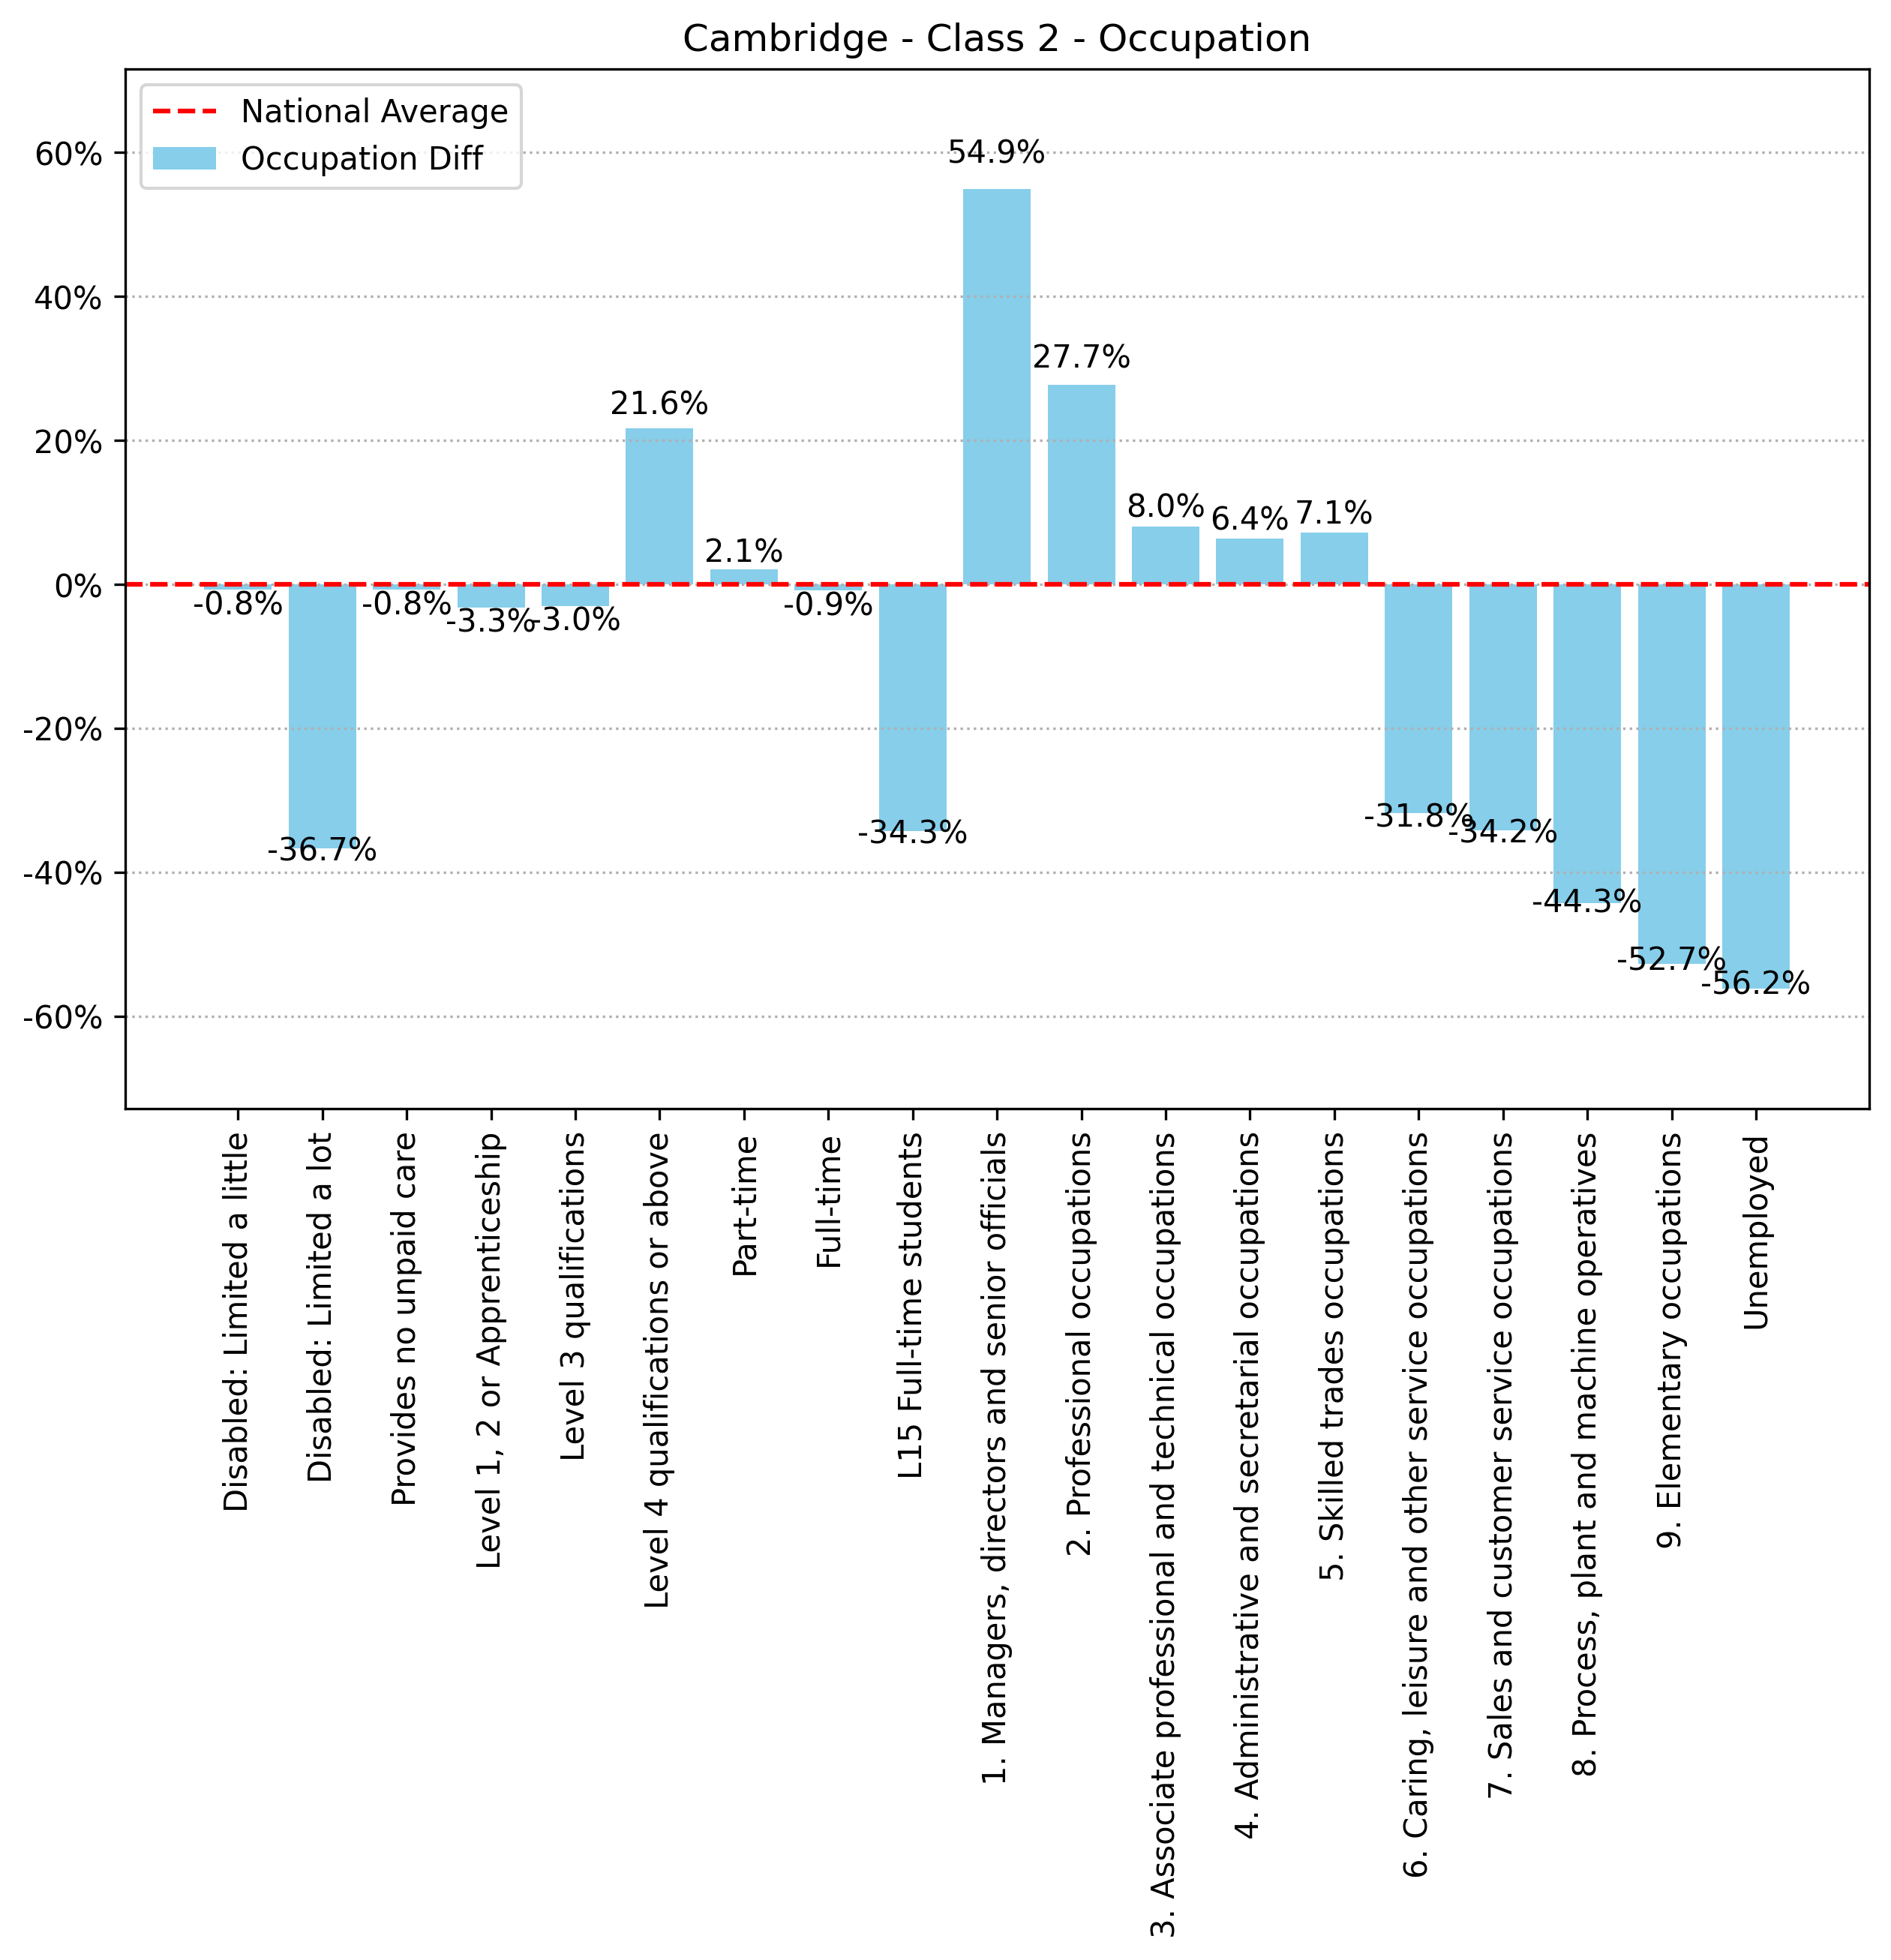 Cambridge - Class 2 - Occupation
National Average
Occupation Diff
60%
40%
20%
0%
-20%
-40%
-60%
-0.8%
-36.7%
-0.8%
-3.3%
-3.0%
21.6%
2.1%
-0.9%
-34.3%
54.9%
27.7%
8.0%
6.4%
7.1%
-31.8%
-34.2%
-44.3%
-52.7%
-56.2%
Disabled: Limited a little
Disabled: Limited a lot
Provides no unpaid care
Level 1, 2 or Apprenticeship
Level 3 qualifications
Level 4 qualifications or above
Part-time
Full-time
L15 Full-time students
1. Managers, directors and senior officials
2. Professional occupations
3. Associate professional and technical occupations
4. Administrative and secretarial occupations
5. Skilled trades occupations
6. Caring, leisure and other service occupations
7. Sales and customer service occupations
8. Process, plant and machine operatives
9. Elementary occupations
Unemployed